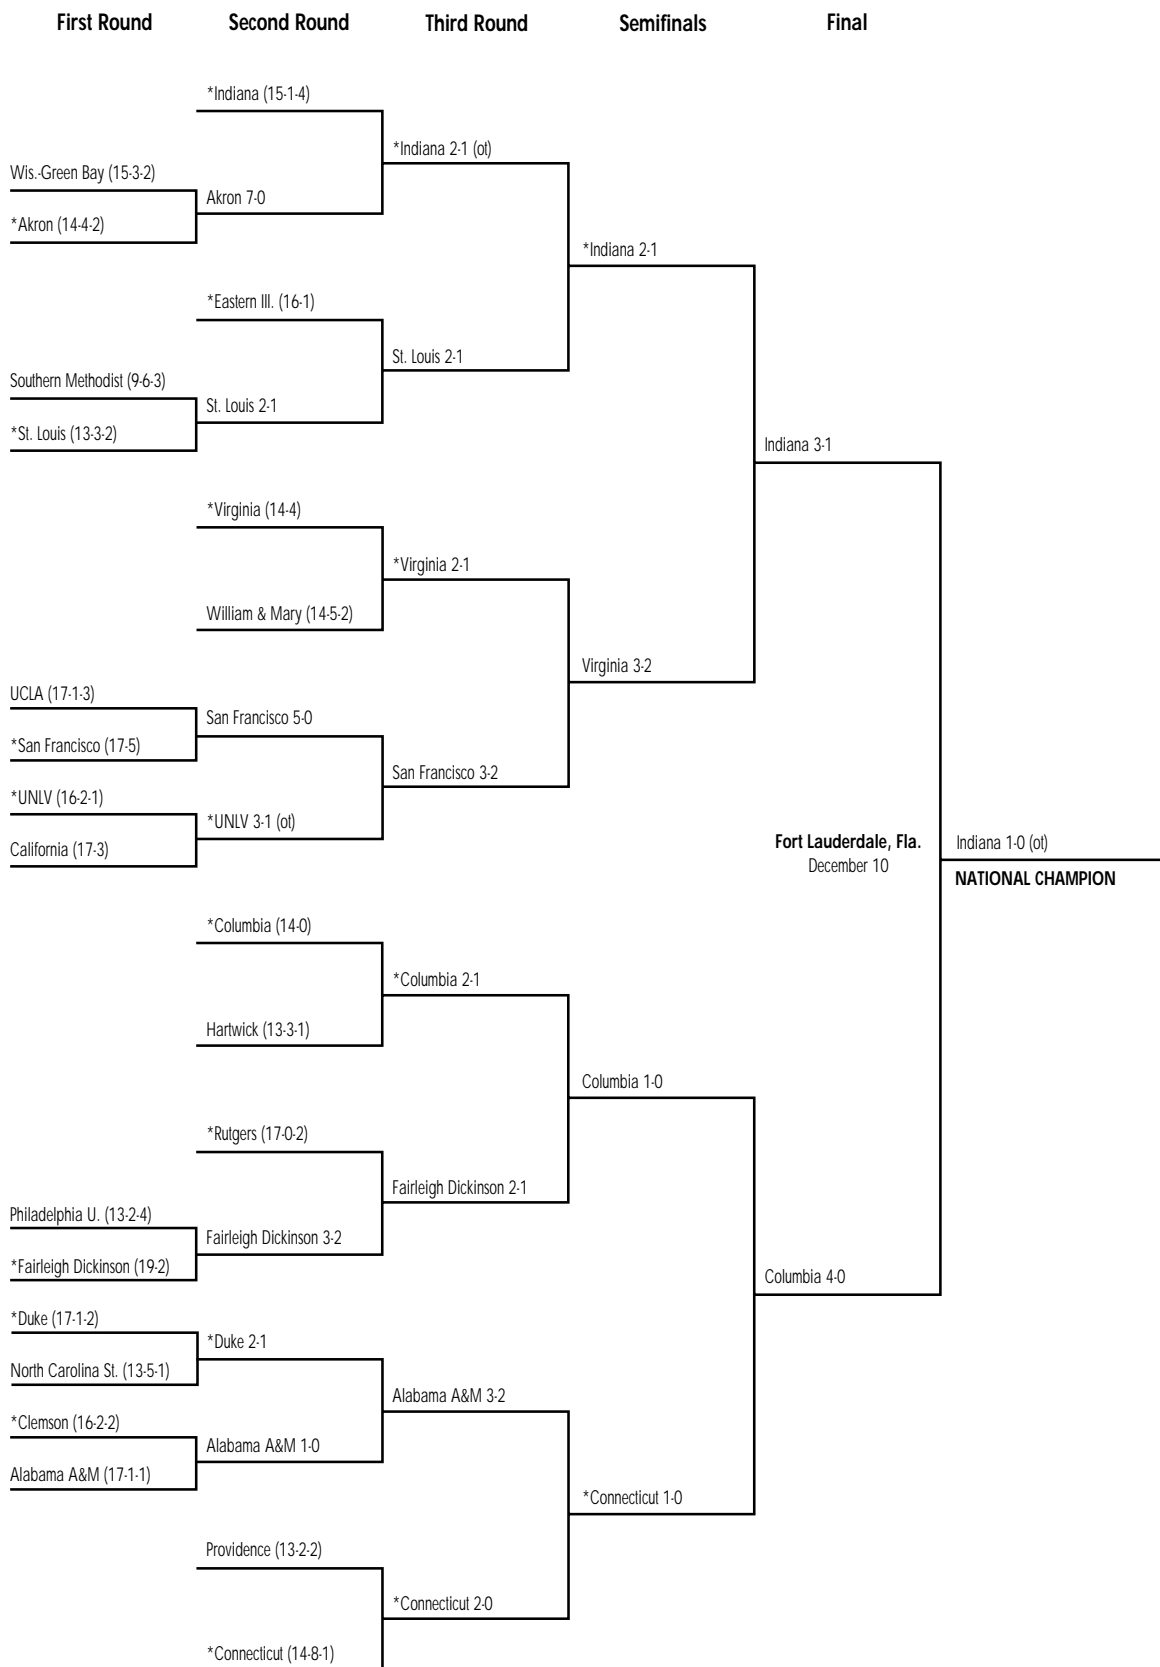 First Round
Second Round
Third Round
Semifinals
Final
*Indiana (15-1-4)
*Indiana 2-1 (ot)
Wis.-Green Bay (15-3-2)
Akron 7-0
*Akron (14-4-2)
*Indiana 2-1
*Eastern Ill. (16-1)
St. Louis 2-1
Southern Methodist (9-6-3)
St. Louis 2-1
*St. Louis (13-3-2)
Indiana 3-1
*Virginia (14-4)
*Virginia 2-1
William & Mary (14-5-2)
Virginia 3-2
UCLA (17-1-3)
San Francisco 5-0
*San Francisco (17-5)
San Francisco 3-2
*UNLV (16-2-1)
*UNLV 3-1 (ot)
California (17-3)
Fort Lauderdale, Fla.
December 10
Indiana 1-0 (ot)
NATIONAL CHAMPION
*Columbia (14-0)
*Columbia 2-1
Hartwick (13-3-1)
Columbia 1-0
*Rutgers (17-0-2)
Fairleigh Dickinson 2-1
Philadelphia U. (13-2-4)
Fairleigh Dickinson 3-2
*Fairleigh Dickinson (19-2)
Columbia 4-0
*Duke (17-1-2)
*Duke 2-1
North Carolina St. (13-5-1)
Alabama A&M 3-2
*Clemson (16-2-2)
Alabama A&M 1-0
Alabama A&M (17-1-1)
*Connecticut 1-0
Providence (13-2-2)
*Connecticut 2-0
*Connecticut (14-8-1)